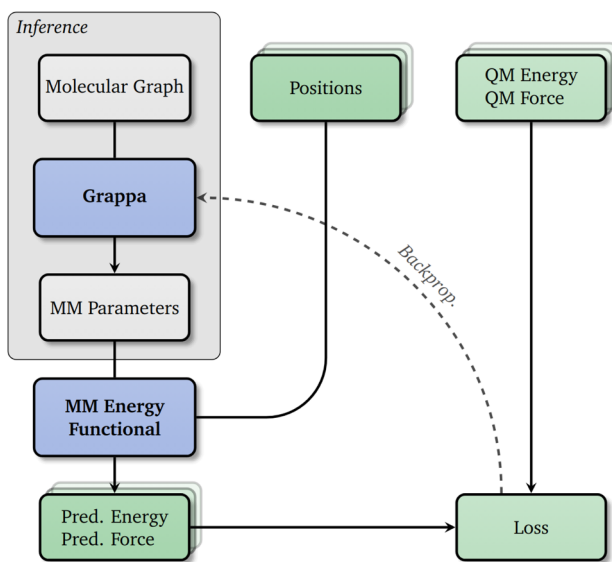 Inference
Molecular Graph
Positions
QM Energy
QM Force
Grappa
Backprop.
MM Parameters
MM Energy
Functional
Pred. Energy
Pred. Force
Loss